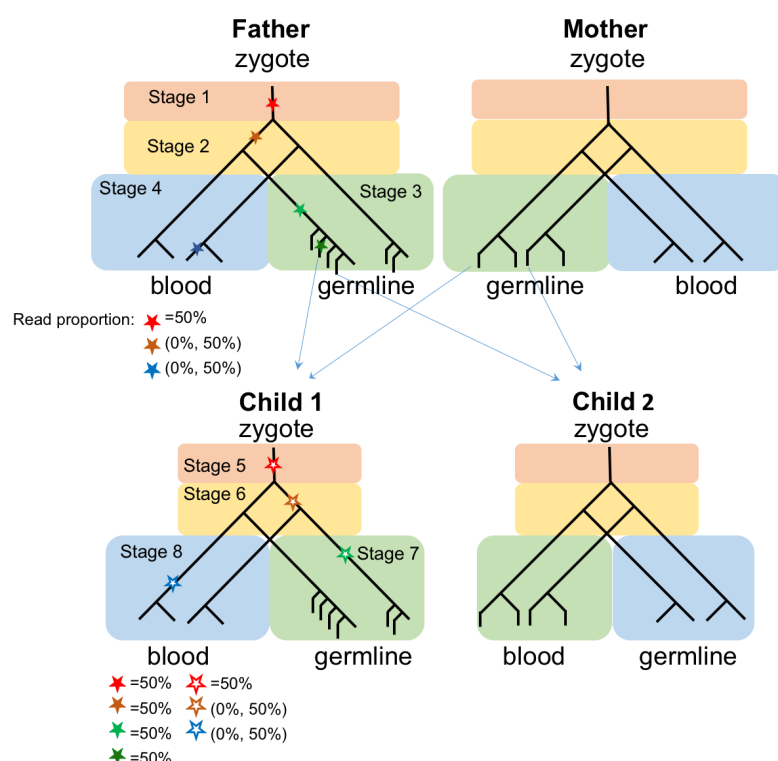 Father Mother
zygote zygote
Stage 1
Stage 2
Stage 4 Stage 3
blood germline germline blood
Read proportion: =50%
(0%, 50%)
(0%, 50%)
Child 1 Child 2
zygote zygote
Stage 5
Stage 6
Stage 8 Stage 7
blood germline blood germline
=50% =50%
=50% (0%, 50%)
=50% (0%, 50%)
=50%